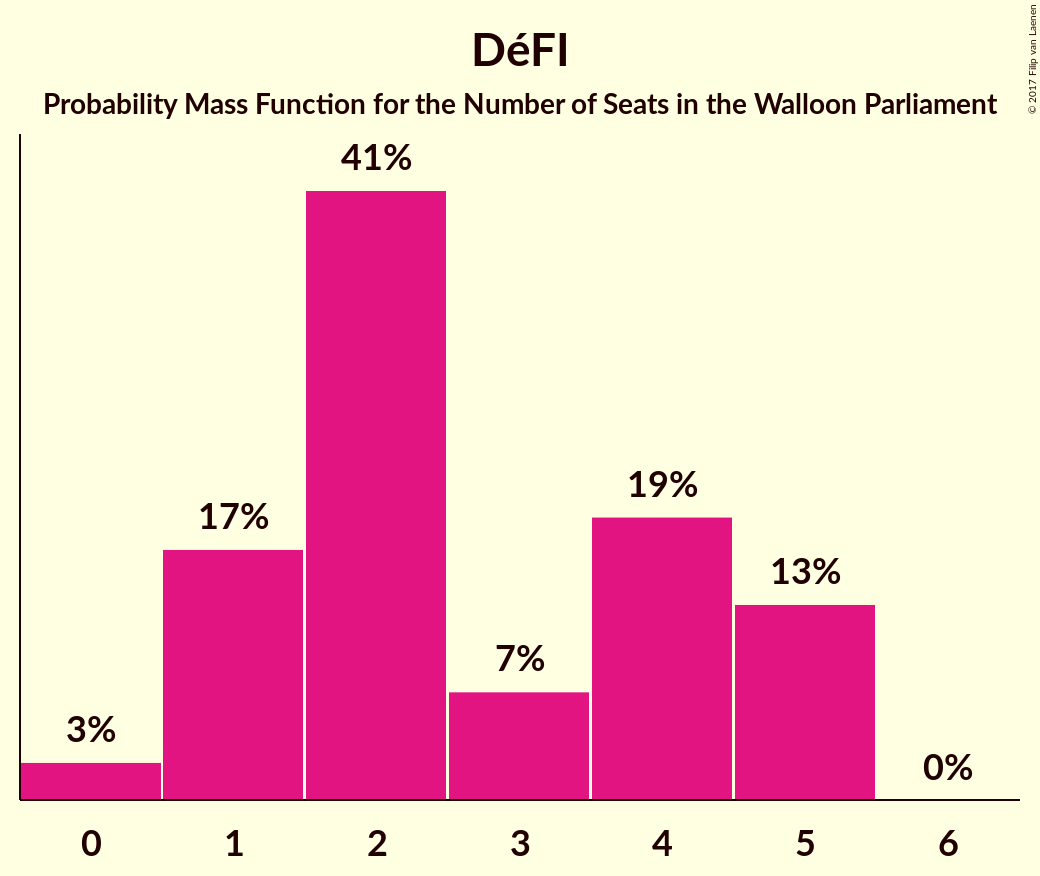 DéFI
Probability Mass Function for the Number of Seats in the Walloon Parliament
© 2017 Filip van Laenen
41%
19%
17%
13%
7%
3%
0%
0 1 2 3 4 5 6